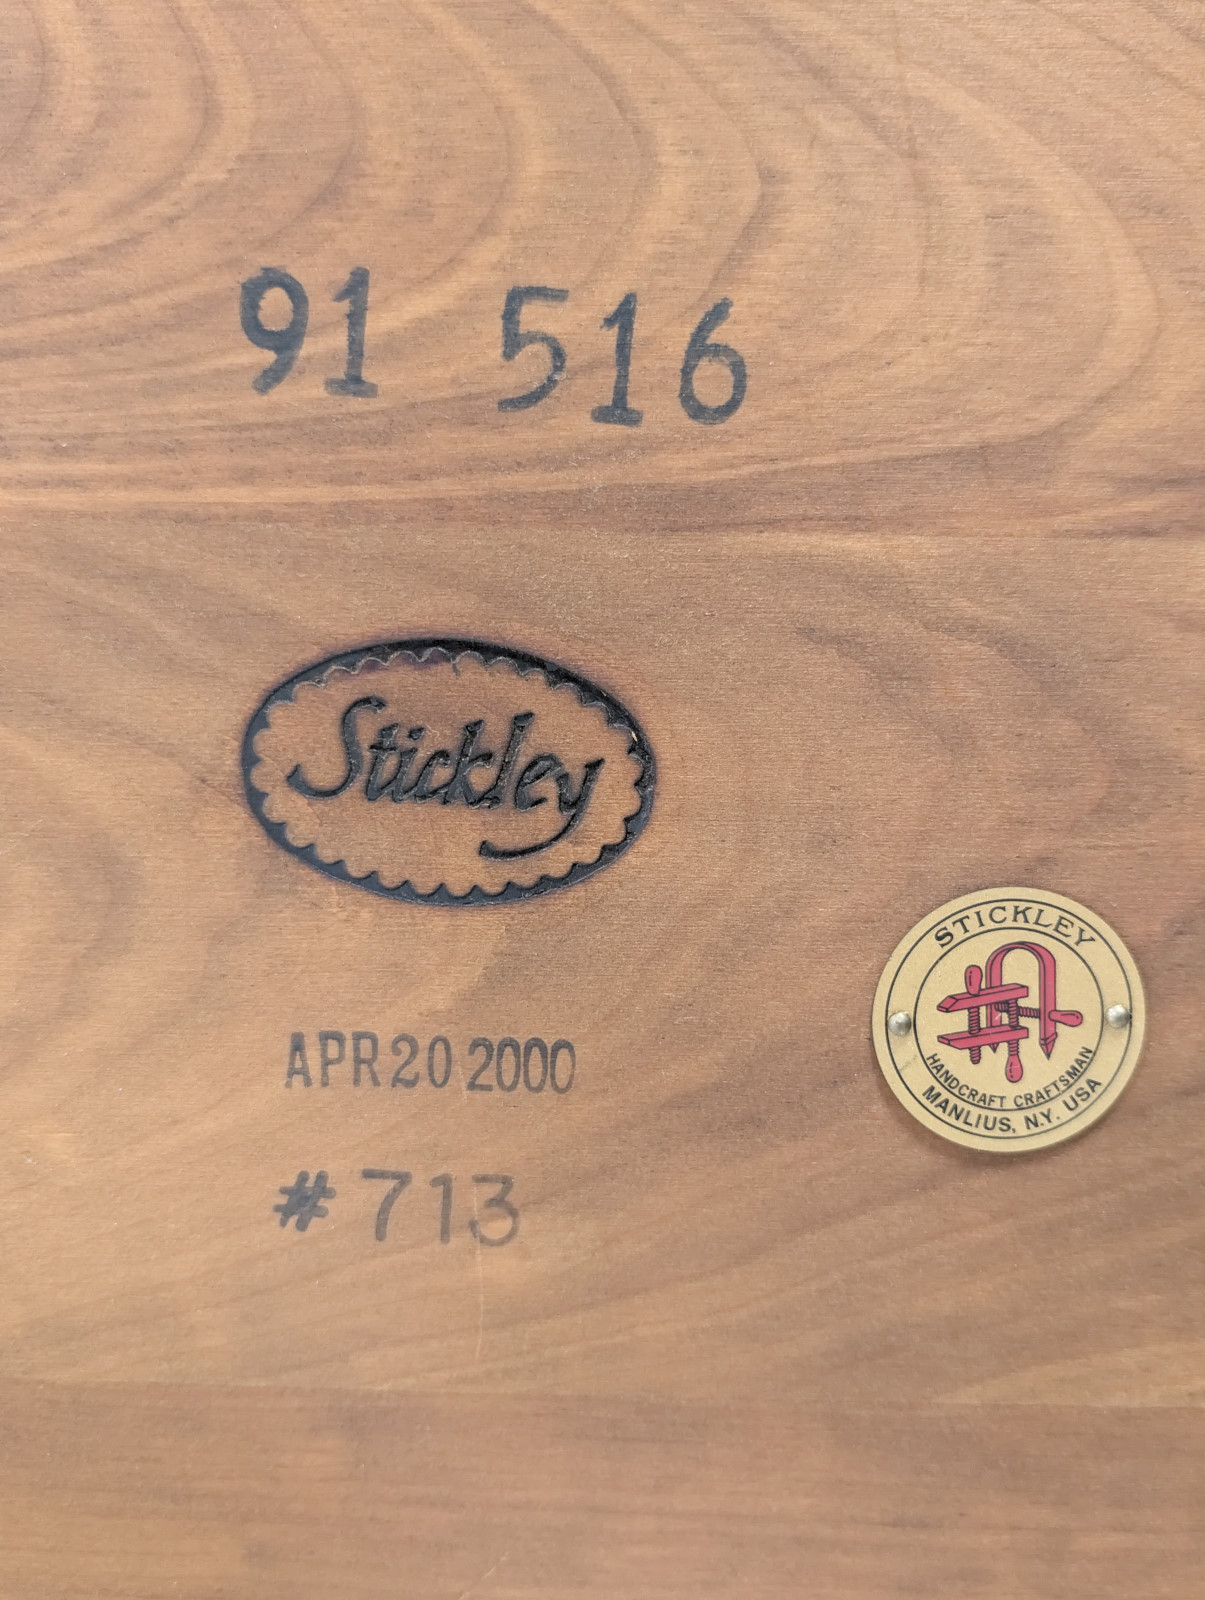 91 516
Stickley
STICKLEY
HANDCRAFT CRAFTSMAN
MANLIUS, N.Y. USA
APR 20 2000
# 713